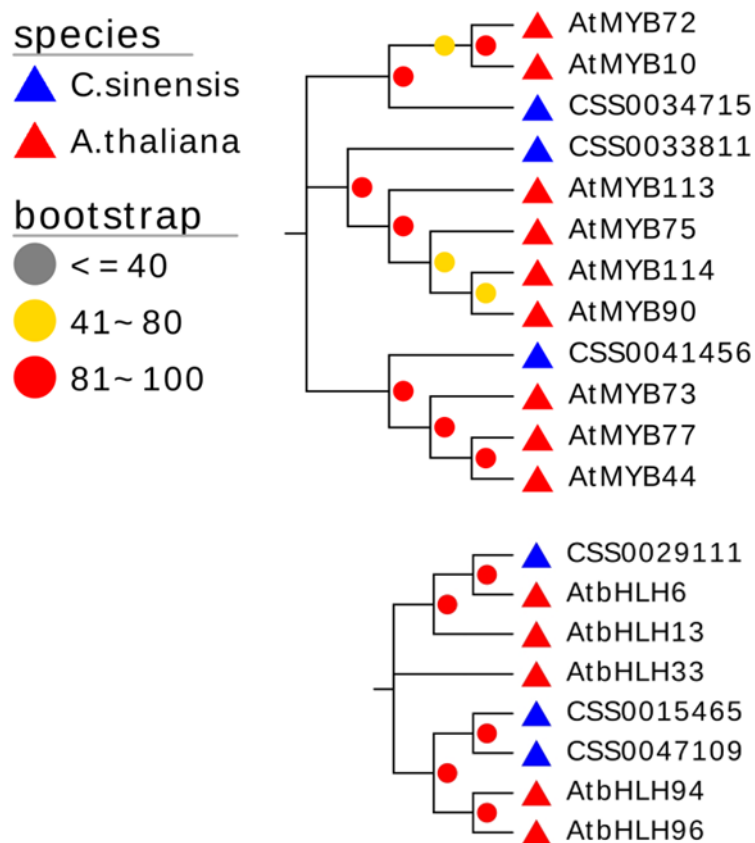 species
C.sinensis
A.thaliana
bootstrap
<=40
41~80
81~100
AtMYB72
AtMYB10
CSS0034715
CSS0033811
AtMYB113
AtMYB75
AtMYB114
AtMYB90
CSS0041456
AtMYB73
AtMYB77
AtMYB44
CSS0029111
AtbHLH6
AtbHLH13
AtbHLH33
CSS0015465
CSS0047109
AtbHLH94
AtbHLH96